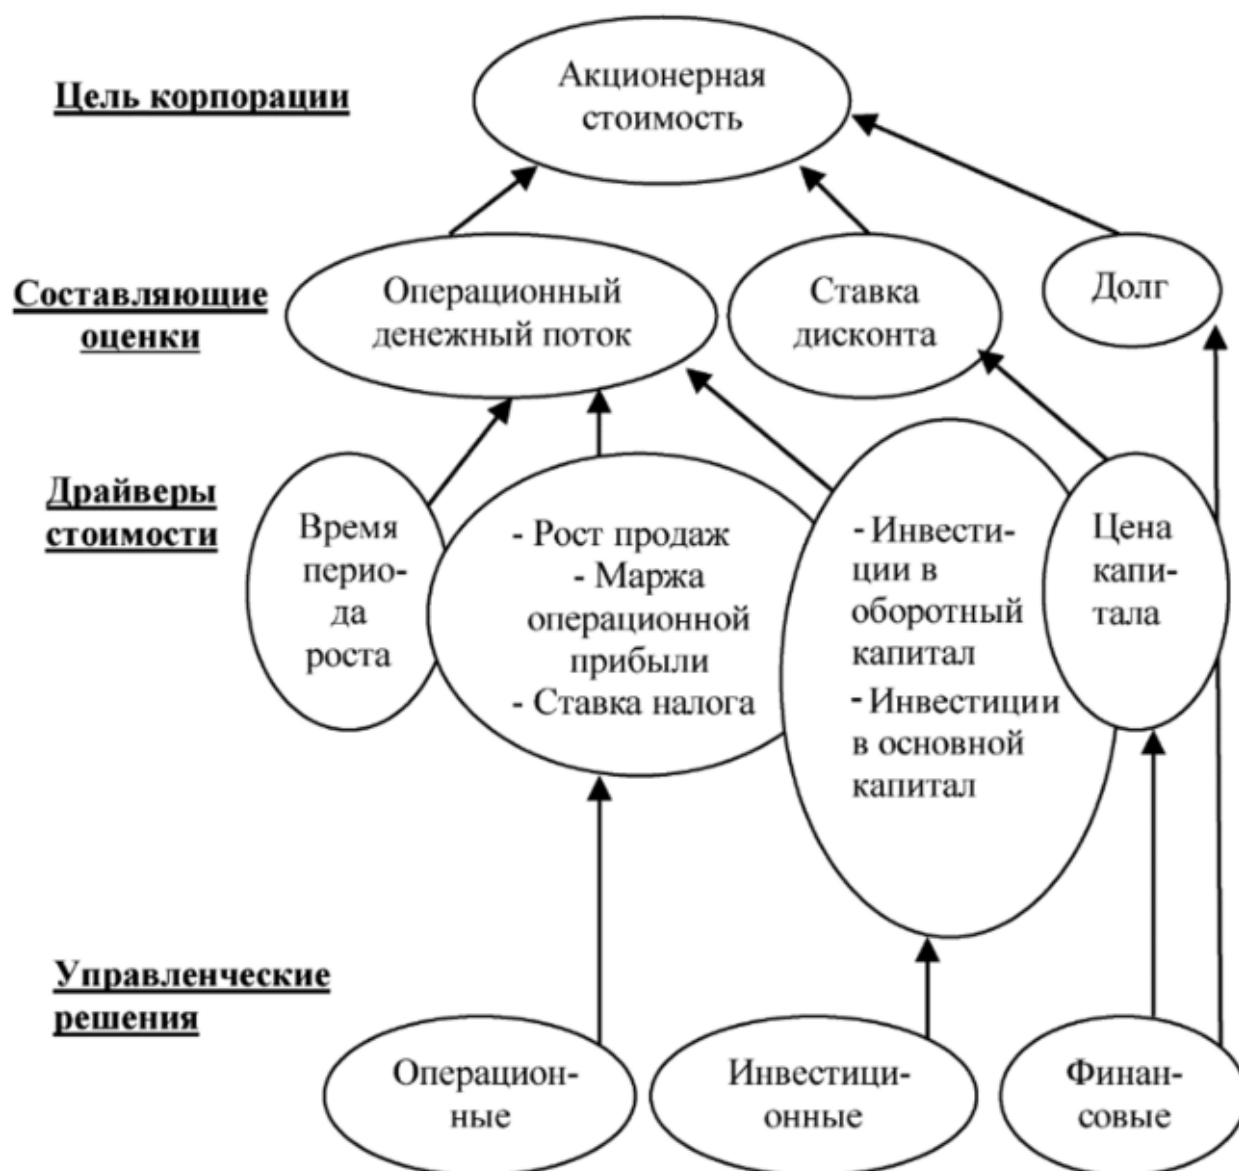 Цель корпорации
Акционерная
стоимость
Составляющие
оценки
Операционный
денежный поток
Ставка
дисконта
Долг
Драйверы
стоимости
Время
перио-
да
роста
- Рост продаж
- Маржа
операционной
прибыли
- Ставка налога
- Инвести-
ции в
оборотный
капитал
- Инвестиции
в основной
капитал
Цена
капи-
тала
Управленческие
решения
Операцион-
ные
Инвестици-
онные
Финан-
совые